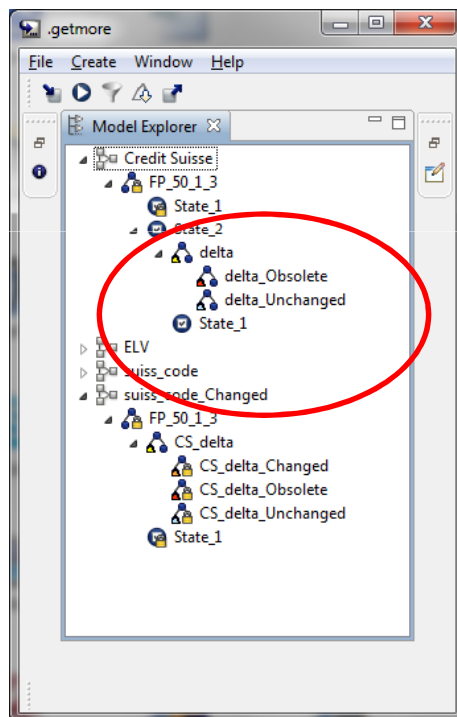 .getmore
File Create Window Help
Model Explorer
Credit Suisse
FP_50_1_3
State_1
State_2
delta
delta_Obsolete
delta_Unchanged
State_1
ELV
suiss_code
suiss_code_Changed
FP_50_1_3
CS_delta
CS_delta_Changed
CS_delta_Obsolete
CS_delta_Unchanged
State_1